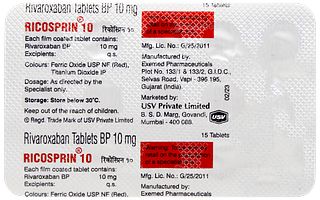 Rivaroxaban Tablets BP 10 mg
15 Tablets
RICOSPRIN® 10 रिकोस्प्रिन १०
Each film coated tablet contains:
Rivaroxaban BP 10 mg
Excipients: q.s.
Colours: Ferric Oxide USP NF (Red),
Titanium Dioxide IP
Dosage: As directed by the
Specialist only.
Storage: Store below 30°C.
Keep out of the reach of children.
® Regd. Trade Mark of USV Private Limited
Mfg. Lic. No.: G/25/2011
Manufactured by:
Exemed Pharmaceuticals
Plot No. 133/1 & 133/2, G.I.D.C.,
Selvas Road, Vapi - 396 195,
Gujarat (India)
Marketed by:
USV Private Limited
B. S. D. Marg, Govandi,
Mumbai - 400 088.
USV
02/23
Rivaroxaban Tablets BP 10 mg
15 Tablets
RICOSPRIN® 10 रिकोस्प्रिन १०
Each film coated tablet contains:
Rivaroxaban BP 10 mg
Excipients: q.s.
Colours: Ferric Oxide USP NF (Red),
Mfg. Lic. No.: G/25/2011
Manufactured by:
Exemed Pharmaceuticals